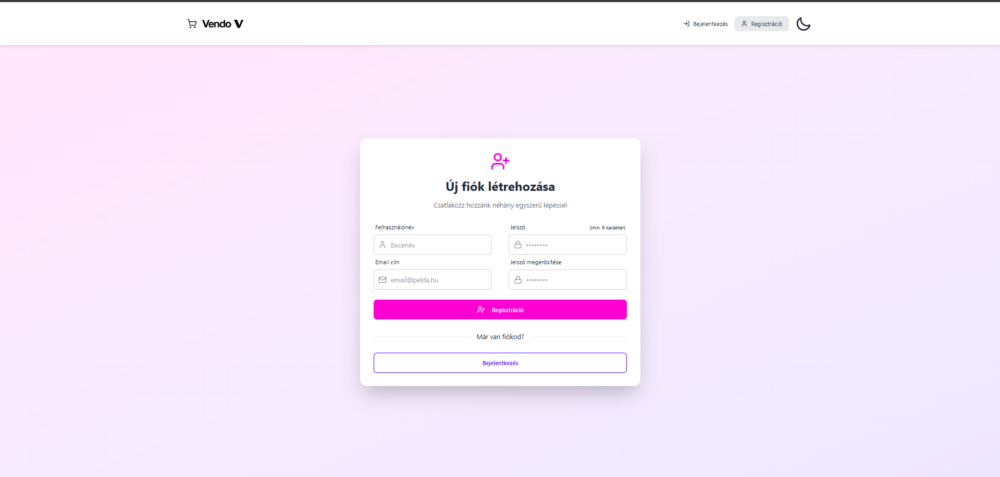 Vendo V
Bejelentkezés
Regisztráció
Új fiók létrehozása
Csatlakozz hozzánk néhány egyszerű lépéssel
Felhasználónév
Becenév
Jelszó (min. 6 karakter)
••••••••
Email cím
email@pelda.hu
Jelszó megerősítése
••••••••
Regisztráció
Már van fiókod?
Bejelentkezés